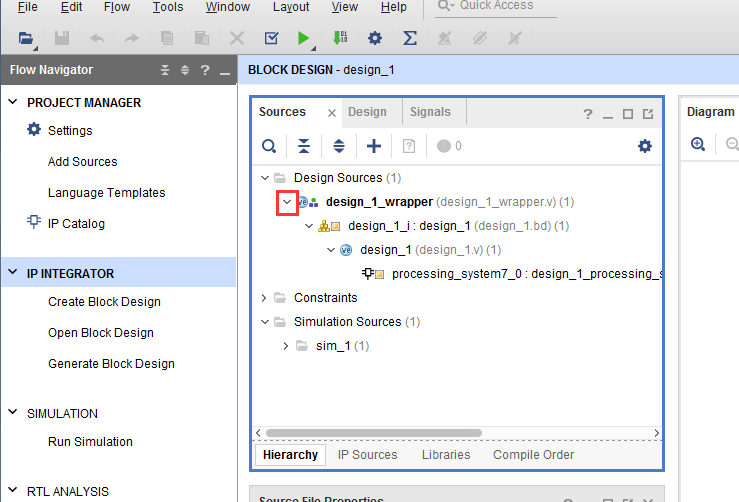 File Edit Flow Tools Window Layout View Help Quick Access
Flow Navigator
BLOCK DESIGN - design_1
PROJECT MANAGER
Settings
Add Sources
Language Templates
IP Catalog
IP INTEGRATOR
Create Block Design
Open Block Design
Generate Block Design
SIMULATION
Run Simulation
RTL ANALYSIS
Sources Design Signals
0
Design Sources (1)
design_1_wrapper (design_1_wrapper.v) (1)
design_1_i : design_1 (design_1.bd) (1)
design_1 (design_1.v) (1)
processing_system7_0 : design_1_processing_s
Constraints
Simulation Sources (1)
sim_1 (1)
Hierarchy IP Sources Libraries Compile Order
Source File Properties
Diagram